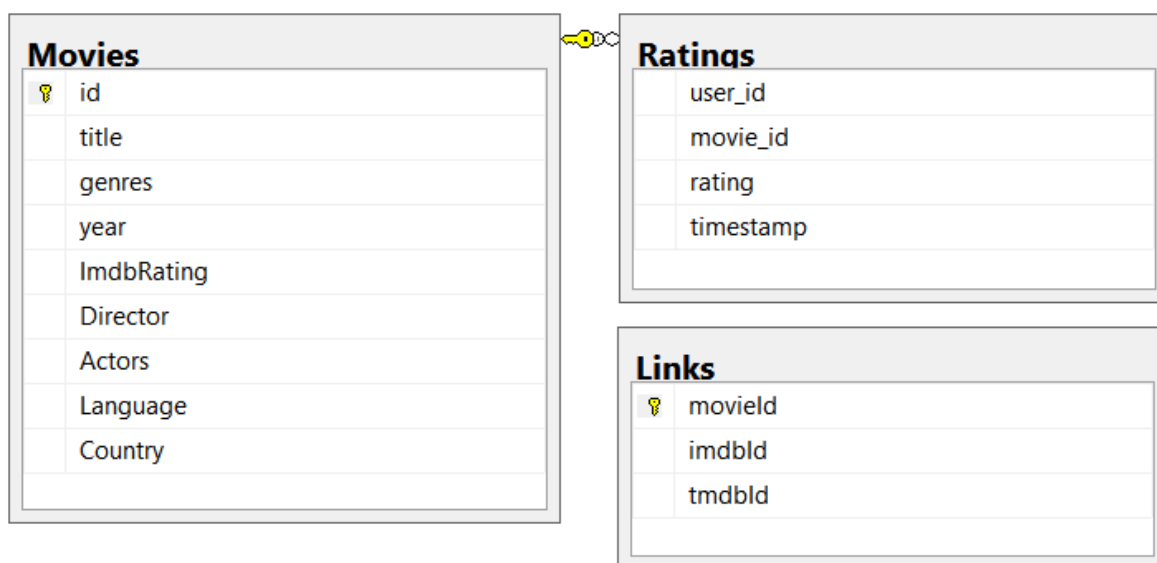 Movies
id
title
genres
year
ImdbRating
Director
Actors
Language
Country
Ratings
user_id
movie_id
rating
timestamp
Links
movieId
imdbId
tmdbId